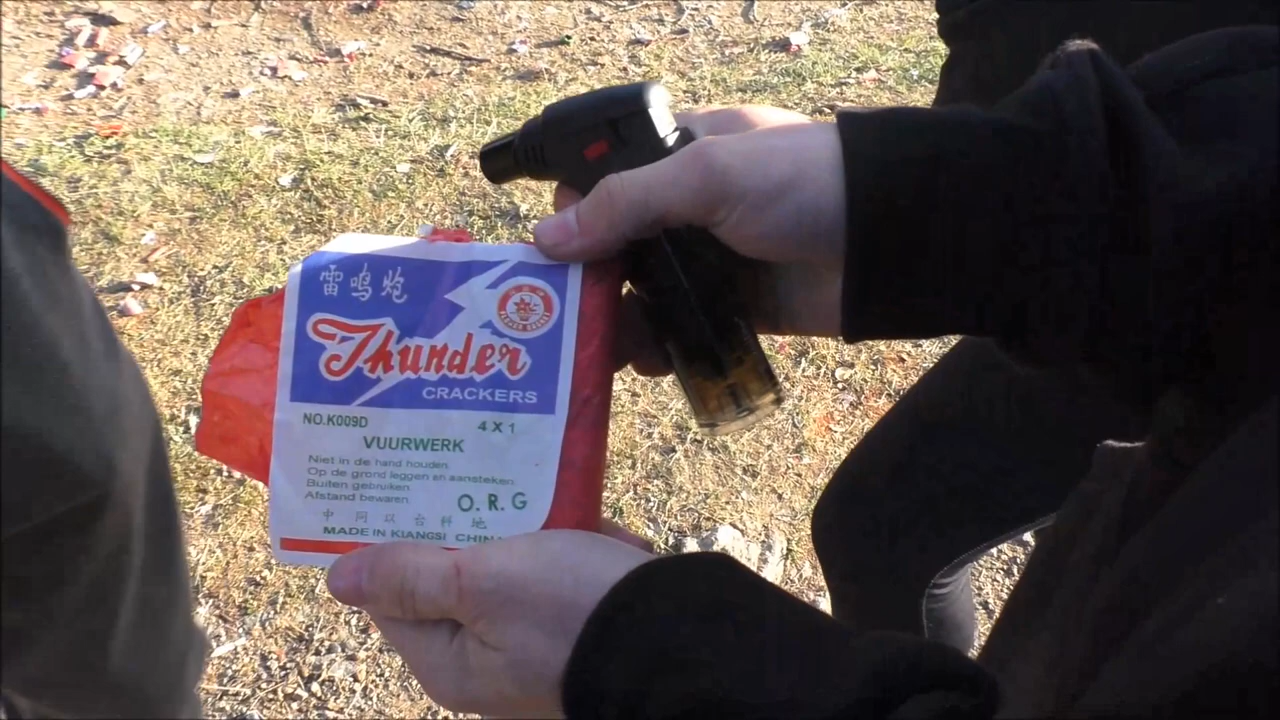 雷鸣炮
Thunder
CRACKERS
NO.K009D 4 X 1
VUURWERK
Niet in die hand houden.
Op de grond leggen en aansteken.
Buiten gebruiken.
Afstand bewaren.
O. R. G
MADE IN KIANGSI CHINA